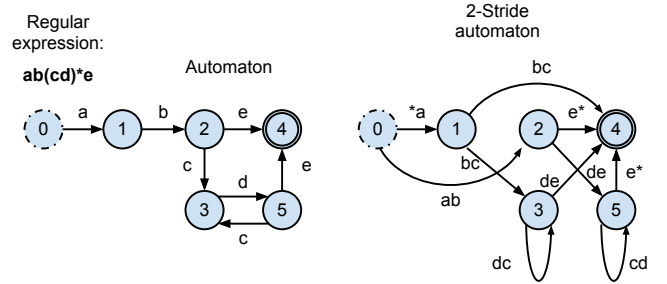 Regular
expression:
ab(cd)*e
Automaton
0
a
1
b
2
e
4
c
d
e
3
5
c
2-Stride
automaton
bc
0
*a
1
2
e*
4
bc
de
de
e*
ab
3
5
dc
cd